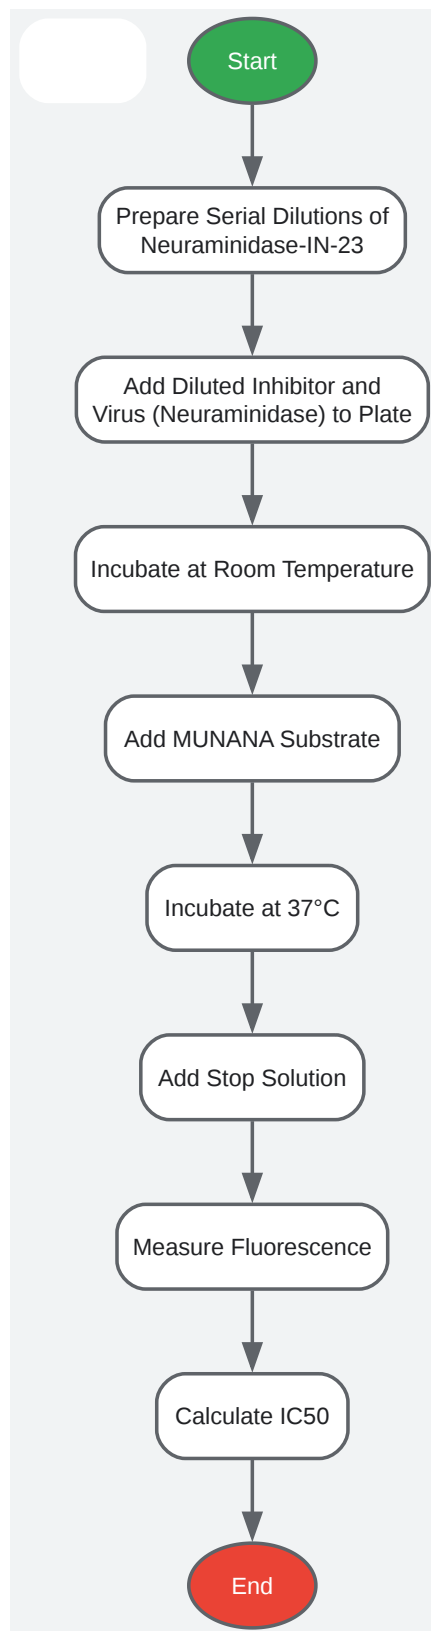 Start
Prepare Serial Dilutions of
Neuraminidase-IN-23
Add Diluted Inhibitor and
Virus (Neuraminidase) to Plate
Incubate at Room Temperature
Add MUNANA Substrate
Incubate at 37°C
Add Stop Solution
Measure Fluorescence
Calculate IC50
End